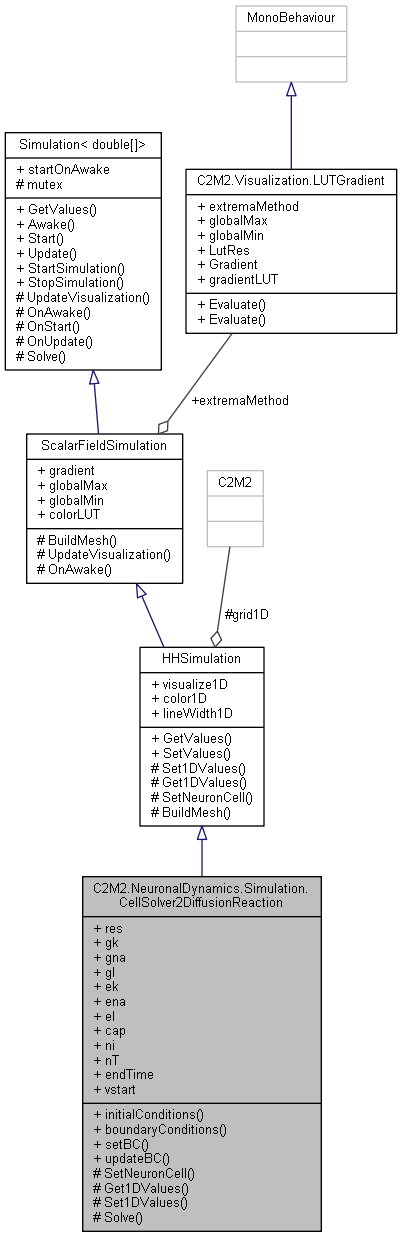 MonoBehaviour
Simulation< double[]>
+ startOnAwake
# mutex
+ GetValues()
+ Awake()
+ Start()
+ Update()
+ StartSimulation()
+ StopSimulation()
# UpdateVisualization()
# OnAwake()
# OnStart()
# OnUpdate()
# Solve()
C2M2.Visualization.LUTGradient
+ extremaMethod
+ globalMax
+ globalMin
+ LutRes
+ Gradient
+ gradientLUT
+ Evaluate()
+ Evaluate()
+extremaMethod
ScalarFieldSimulation
+ gradient
+ globalMax
+ globalMin
+ colorLUT
# BuildMesh()
# UpdateVisualization()
# OnAwake()
C2M2
#grid1D
HHSimulation
+ visualize1D
+ color1D
+ lineWidth1D
+ GetValues()
+ SetValues()
# Set1DValues()
# Get1DValues()
# SetNeuronCell()
# BuildMesh()
C2M2.NeuronalDynamics.Simulation.
CellSolver2DiffusionReaction
+ res
+ gk
+ gna
+ gl
+ ek
+ ena
+ el
+ cap
+ ni
+ nT
+ endTime
+ vstart
+ initialConditions()
+ boundaryConditions()
+ setBC()
+ updateBC()
# SetNeuronCell()
# Get1DValues()
# Set1DValues()
# Solve()